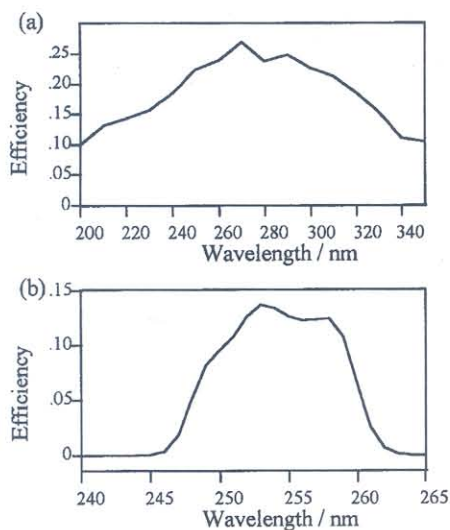 (a)
.25
.20
.15
.10
0
Efficiency
200 220 240 260 280 300 320 340
Wavelength / nm
(b)
.15
.10
.05
0
Efficiency
240 245 250 255 260 265
Wavelength / nm